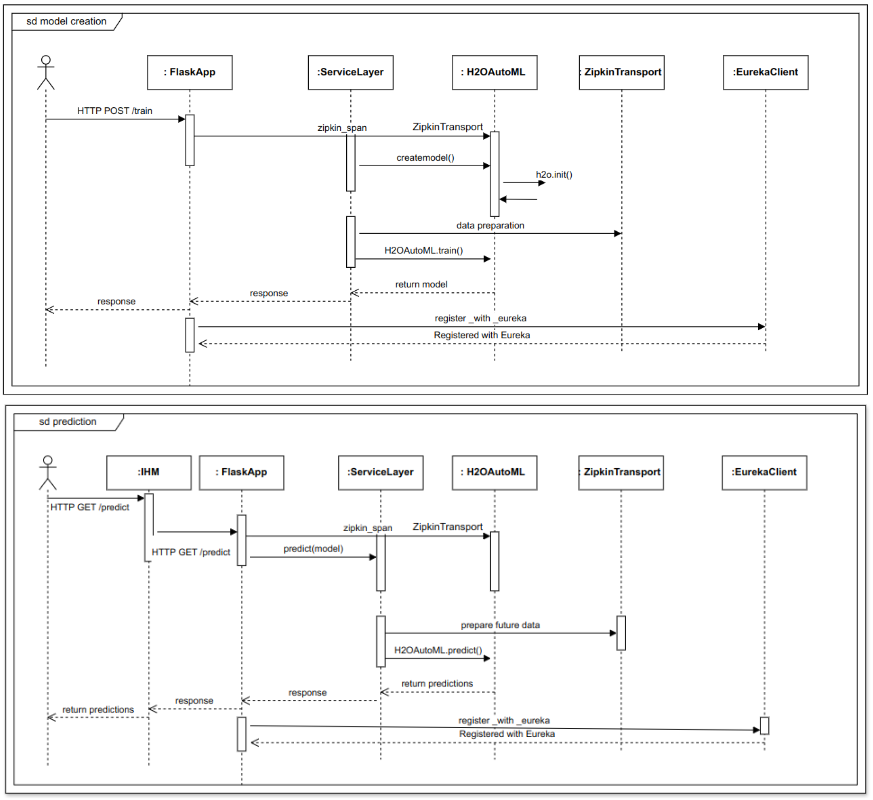 sd model creation
: FlaskApp
:ServiceLayer
: H2OAutoML
: ZipkinTransport
:EurekaClient
HTTP POST /train
zipkin_span
ZipkinTransport
createmodel()
h2o.init()
data preparation
H2OAutoML.train()
return model
response
response
register _with _eureka
Registered with Eureka
sd prediction
:IHM
: FlaskApp
:ServiceLayer
: H2OAutoML
: ZipkinTransport
:EurekaClient
HTTP GET /predict
zipkin_span
ZipkinTransport
HTTP GET /predict
predict(model)
prepare future data
H2OAutoML.predict()
return predictions
response
response
return predictions
register _with _eureka
Registered with Eureka